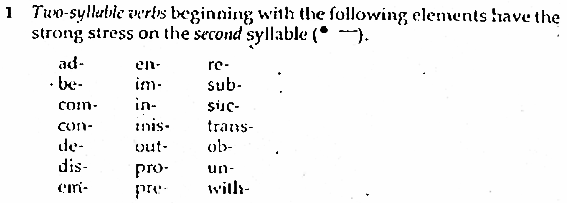 1 Two-syllable verbs beginning with the following elements have the
strong stress on the second syllable (• —).
ad- en- re-
be- im- sub-
com- in- suc-
con- mis- trans-
de- out- ob-
dis- pro- un-
em- pre- with-